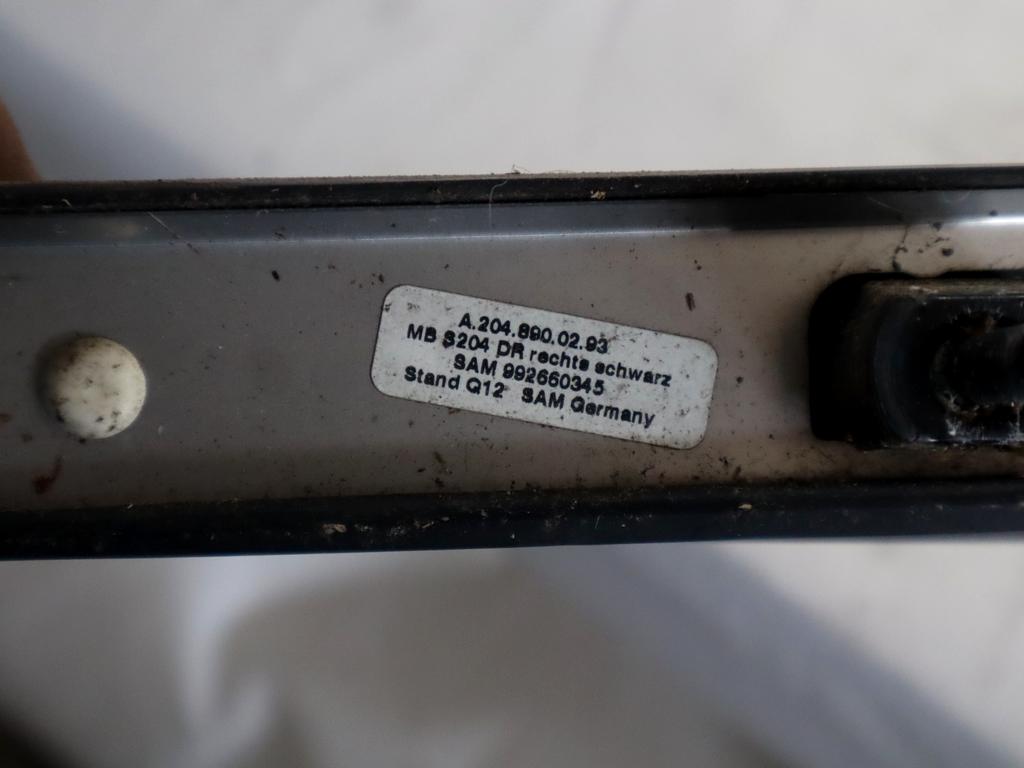 A.204.890.02.93
MB S204 DR rechts schwarz
SAM 992660345
Stand Q12 SAM Germany